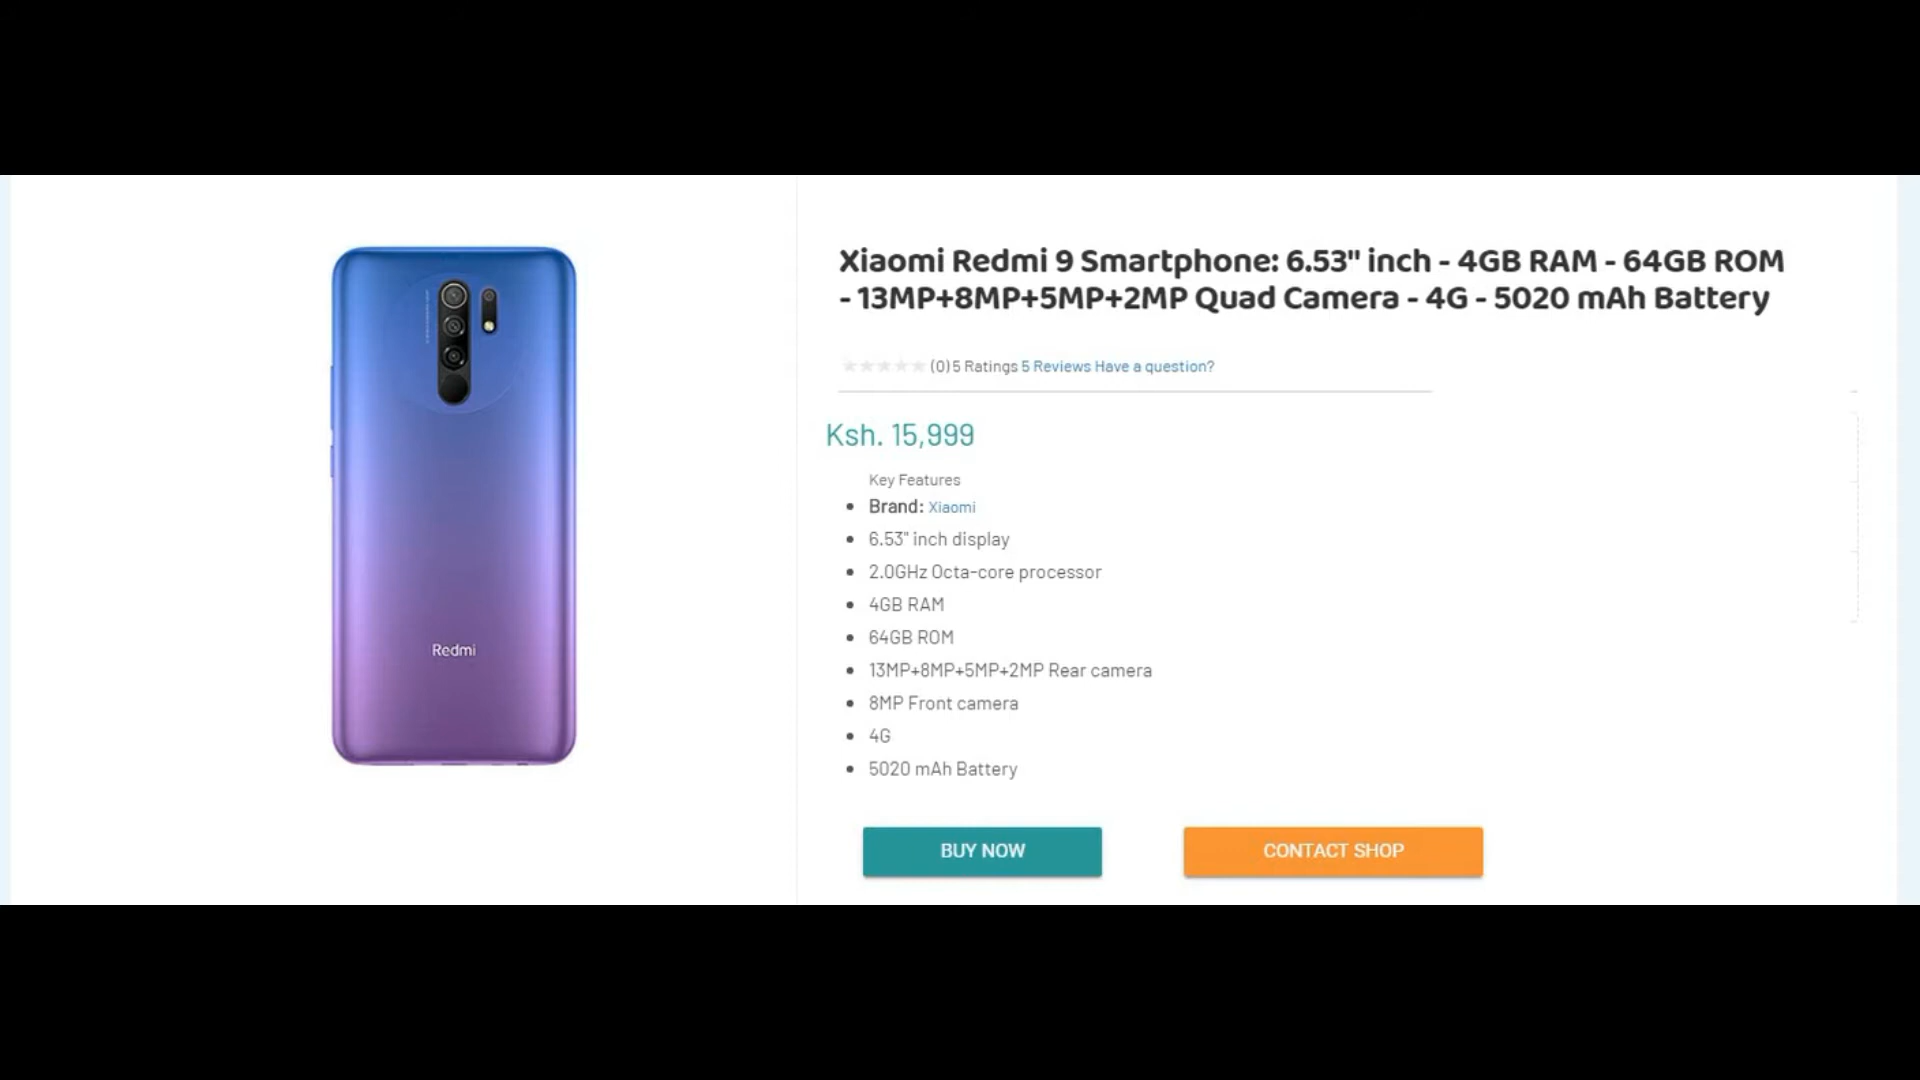 Xiaomi Redmi 9 Smartphone: 6.53" inch - 4GB RAM - 64GB ROM
- 13MP+8MP+5MP+2MP Quad Camera - 4G - 5020 mAh Battery
(0) 5 Ratings 5 Reviews Have a question?
Ksh. 15,999
Key Features
Brand: Xiaomi
6.53" inch display
2.0GHz Octa-core processor
4GB RAM
64GB ROM
13MP+8MP+5MP+2MP Rear camera
8MP Front camera
4G
5020 mAh Battery
Redmi
BUY NOW
CONTACT SHOP